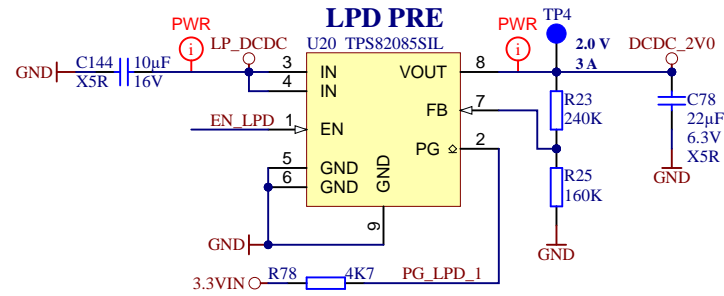 LPD PRE
PWR
LP_DCDC
U20 TPS82085SIL
PWR
TP4
2.0 V
3 A
DCDC_2V0
C144
10µF
GND
X5R
16V
3
IN
4
IN
VOUT
8
FB
7
EN_LPD
1
EN
PG
2
5
GND
6
GND
GND
9
GND
R23
240K
R25
160K
GND
C78
22µF
6.3V
X5R
GND
3.3VIN
R78
4K7
PG_LPD_1